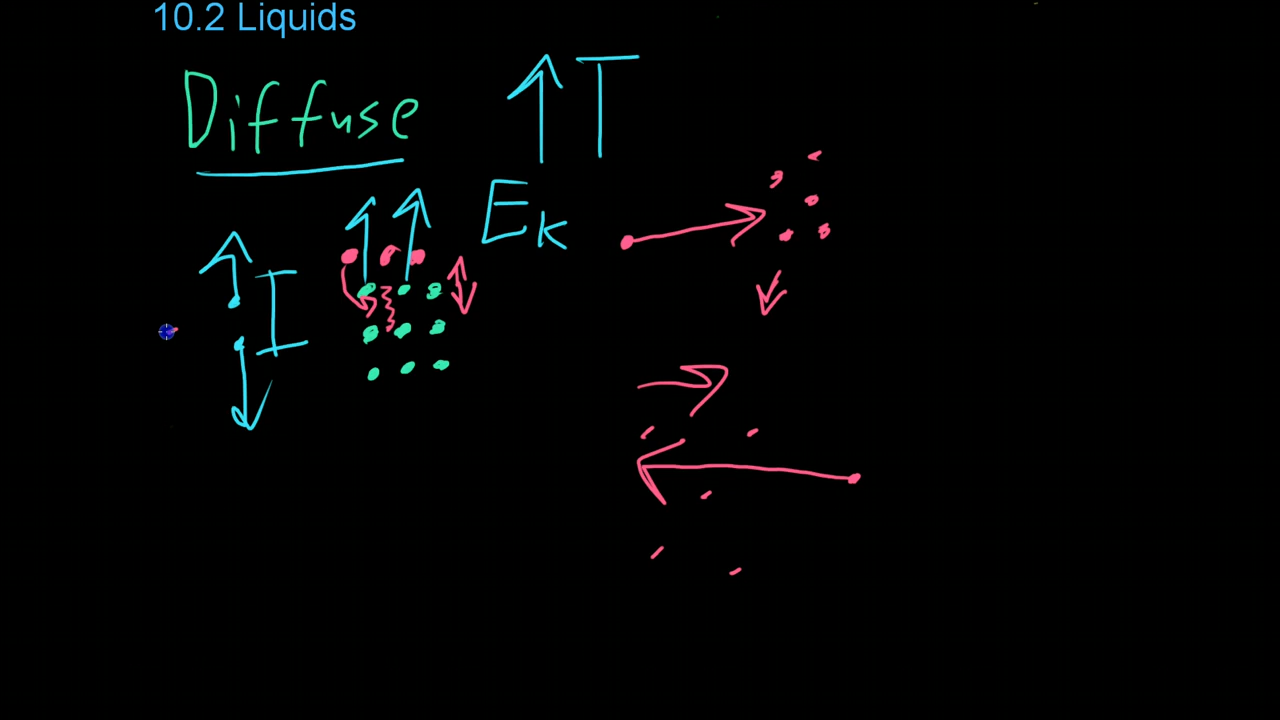 10.2 Liquids
Diffuse
↑ T
Ek
I